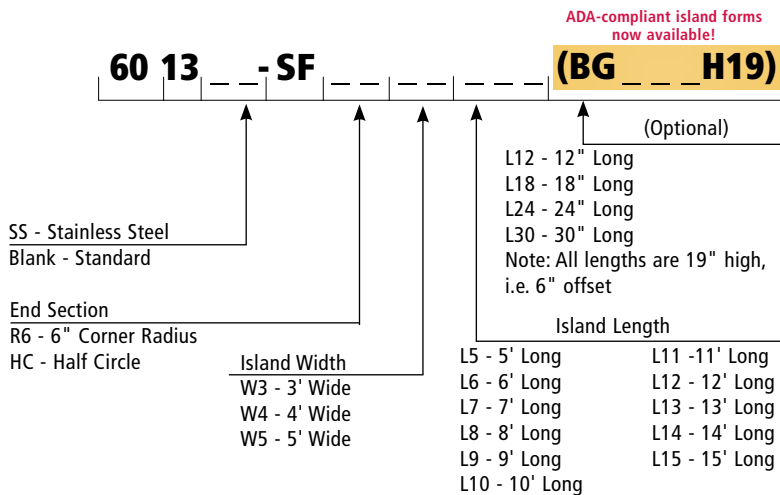 ADA-compliant island forms
now available!
60 13 _ _ - SF _ _ _ _ _ _ _ (BG _ _ _ H19)
(Optional)
L12 - 12" Long
L18 - 18" Long
L24 - 24" Long
L30 - 30" Long
Note: All lengths are 19" high,
i.e. 6" offset
SS - Stainless Steel
Blank - Standard
End Section
R6 - 6" Corner Radius
HC - Half Circle
Island Width
W3 - 3' Wide
W4 - 4' Wide
W5 - 5' Wide
Island Length
L5 - 5' Long
L6 - 6' Long
L7 - 7' Long
L8 - 8' Long
L9 - 9' Long
L10 - 10' Long
L11 -11' Long
L12 - 12' Long
L13 - 13' Long
L14 - 14' Long
L15 - 15' Long